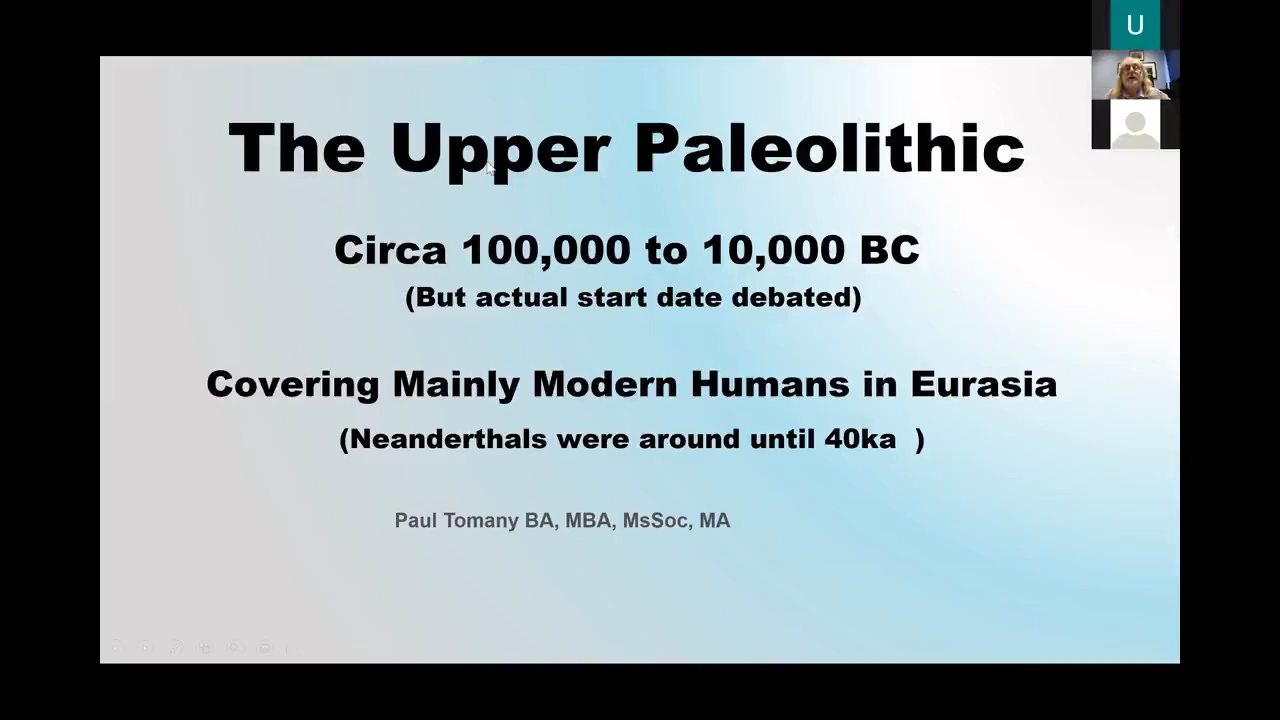 U
The Upper Paleolithic
Circa 100,000 to 10,000 BC
(But actual start date debated)
Covering Mainly Modern Humans in Eurasia
(Neanderthals were around until 40ka  )
Paul Tomany BA, MBA, MsSoc, MA